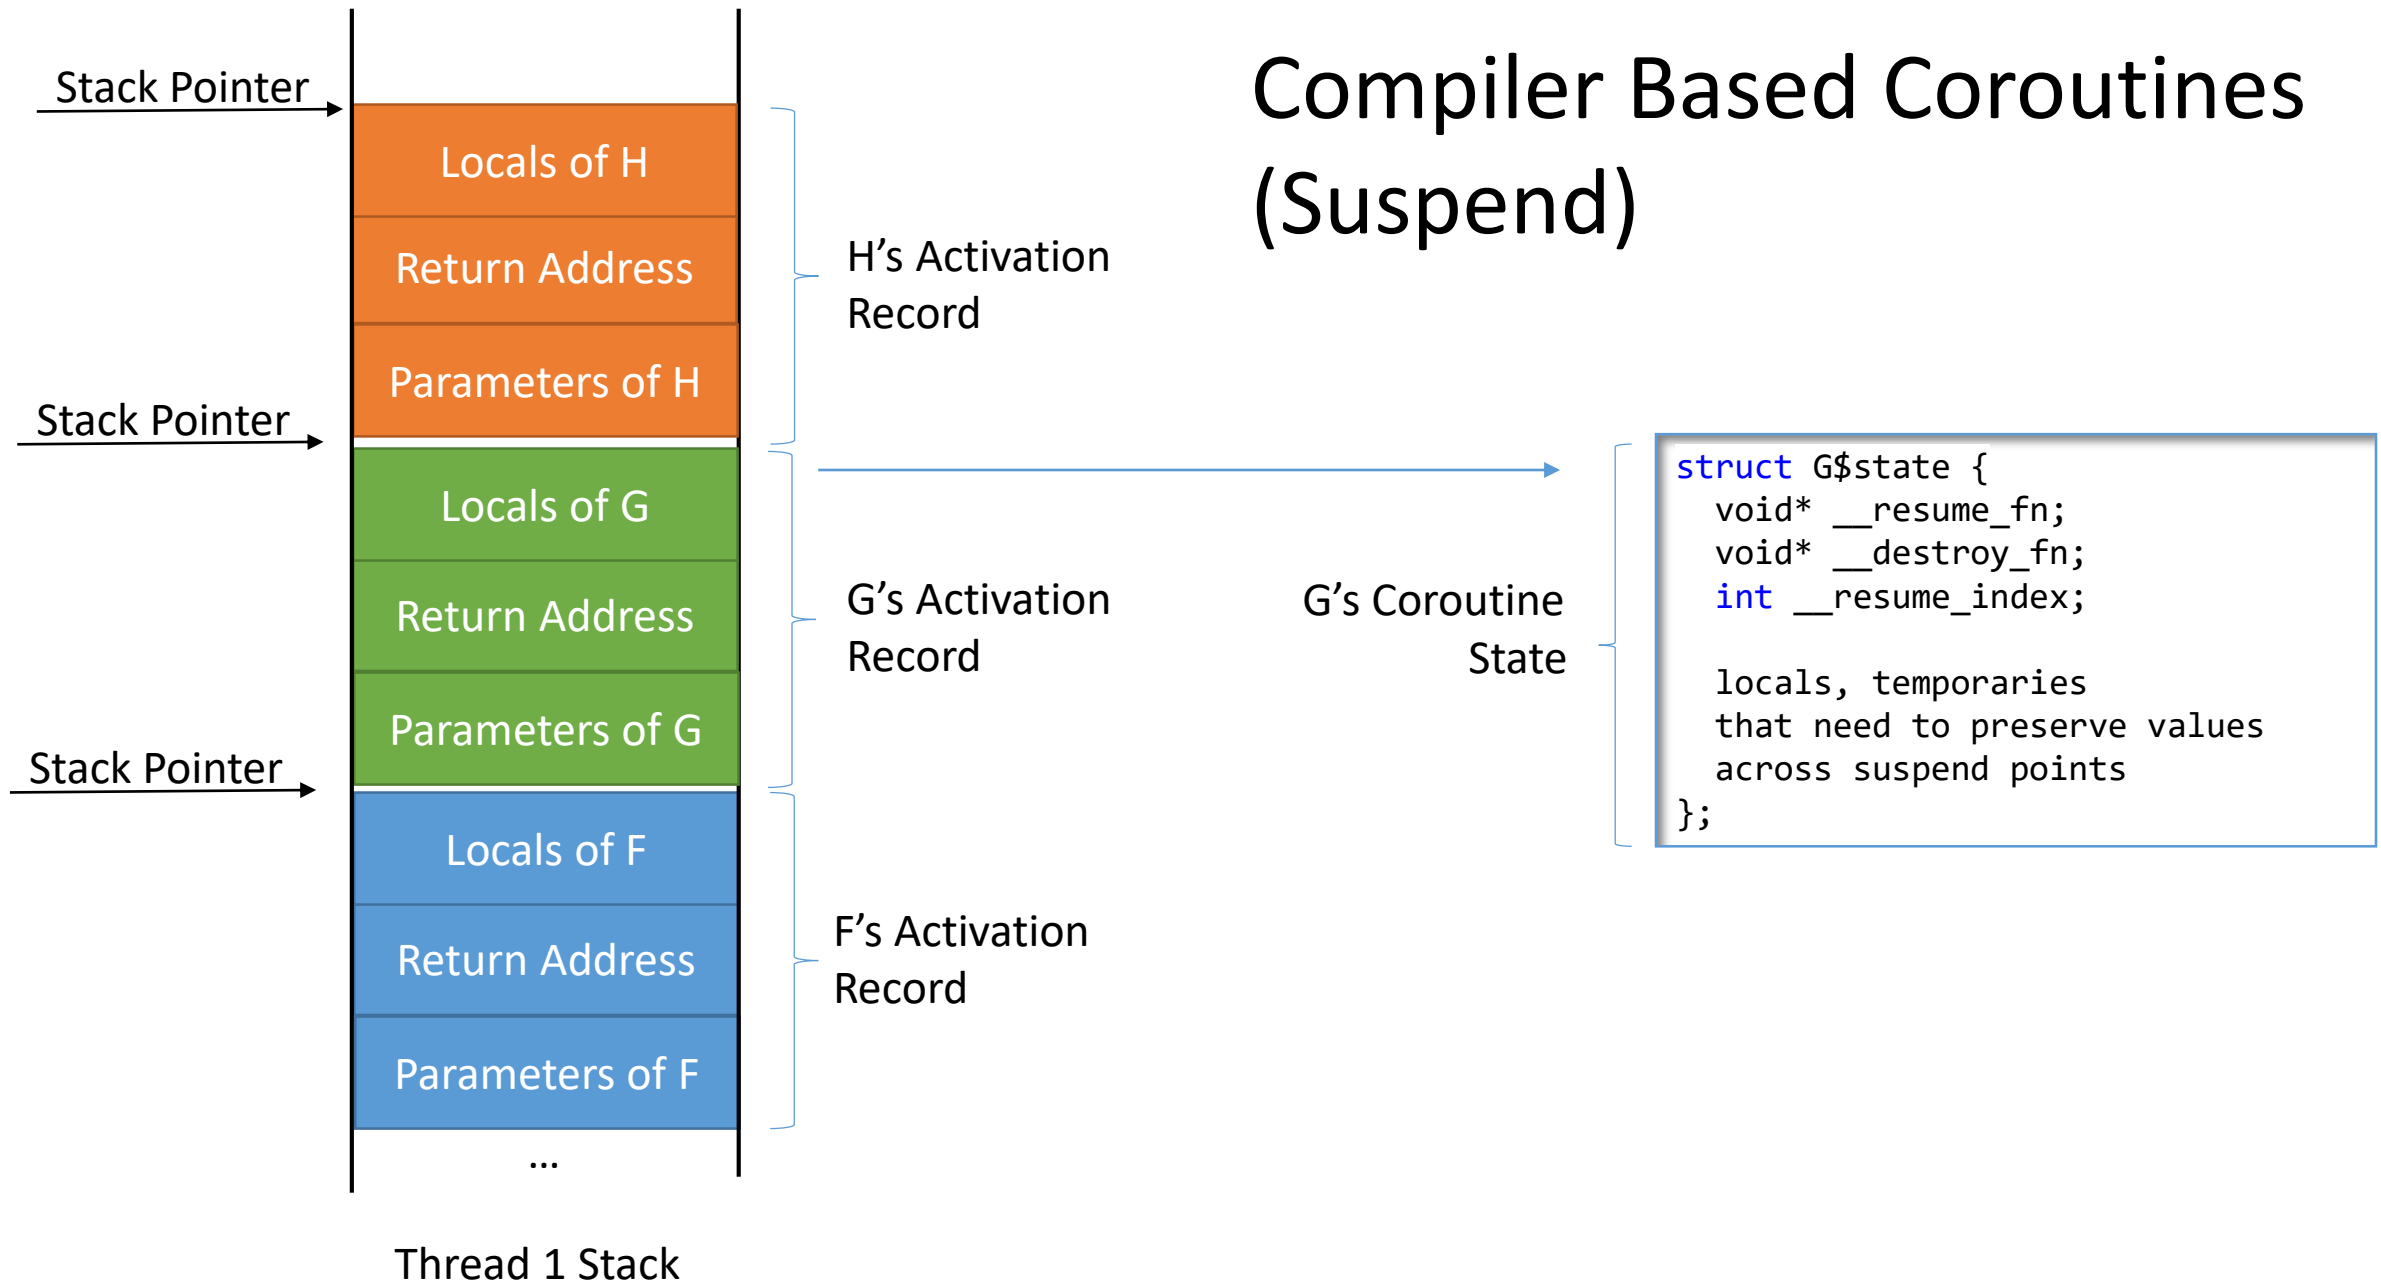 Compiler Based Coroutines
(Suspend)
Stack Pointer
Locals of H
Return Address
Parameters of H
H’s Activation
Record
Stack Pointer
Locals of G
Return Address
Parameters of G
G’s Activation
Record
G’s Coroutine
State
struct G$state {
  void* __resume_fn;
  void* __destroy_fn;
  int __resume_index;
  locals, temporaries
  that need to preserve values
  across suspend points
};
Stack Pointer
Locals of F
Return Address
Parameters of F
F’s Activation
Record
…
Thread 1 Stack